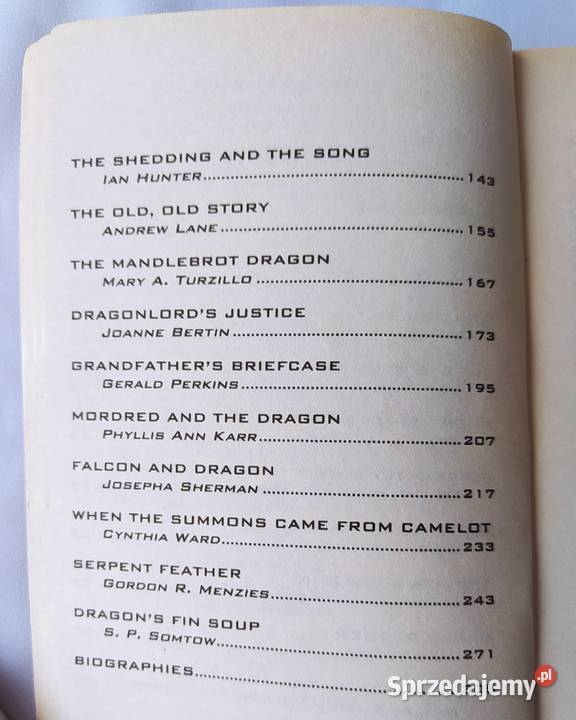 THE SHEDDING AND THE SONG
IAN HUNTER..........143
THE OLD, OLD STORY
ANDREW LANE..........155
THE MANDLEBROT DRAGON
MARY A. TURZILLO..........167
DRAGONLORD'S JUSTICE
JOANNE BERTIN..........173
GRANDFATHER'S BRIEFCASE
GERALD PERKINS..........195
MORDRED AND THE DRAGON
PHYLLIS ANN KARR..........207
FALCON AND DRAGON
JOSEPHA SHERMAN..........217
WHEN THE SUMMONS CAME FROM CAMELOT
CYNTHIA WARD..........233
SERPENT FEATHER
GORDON R. MENZIES..........243
DRAGON'S FIN SOUP
S. P. SOMTOW..........271
BIOGRAPHIES..........
Sprzedajemy.pl